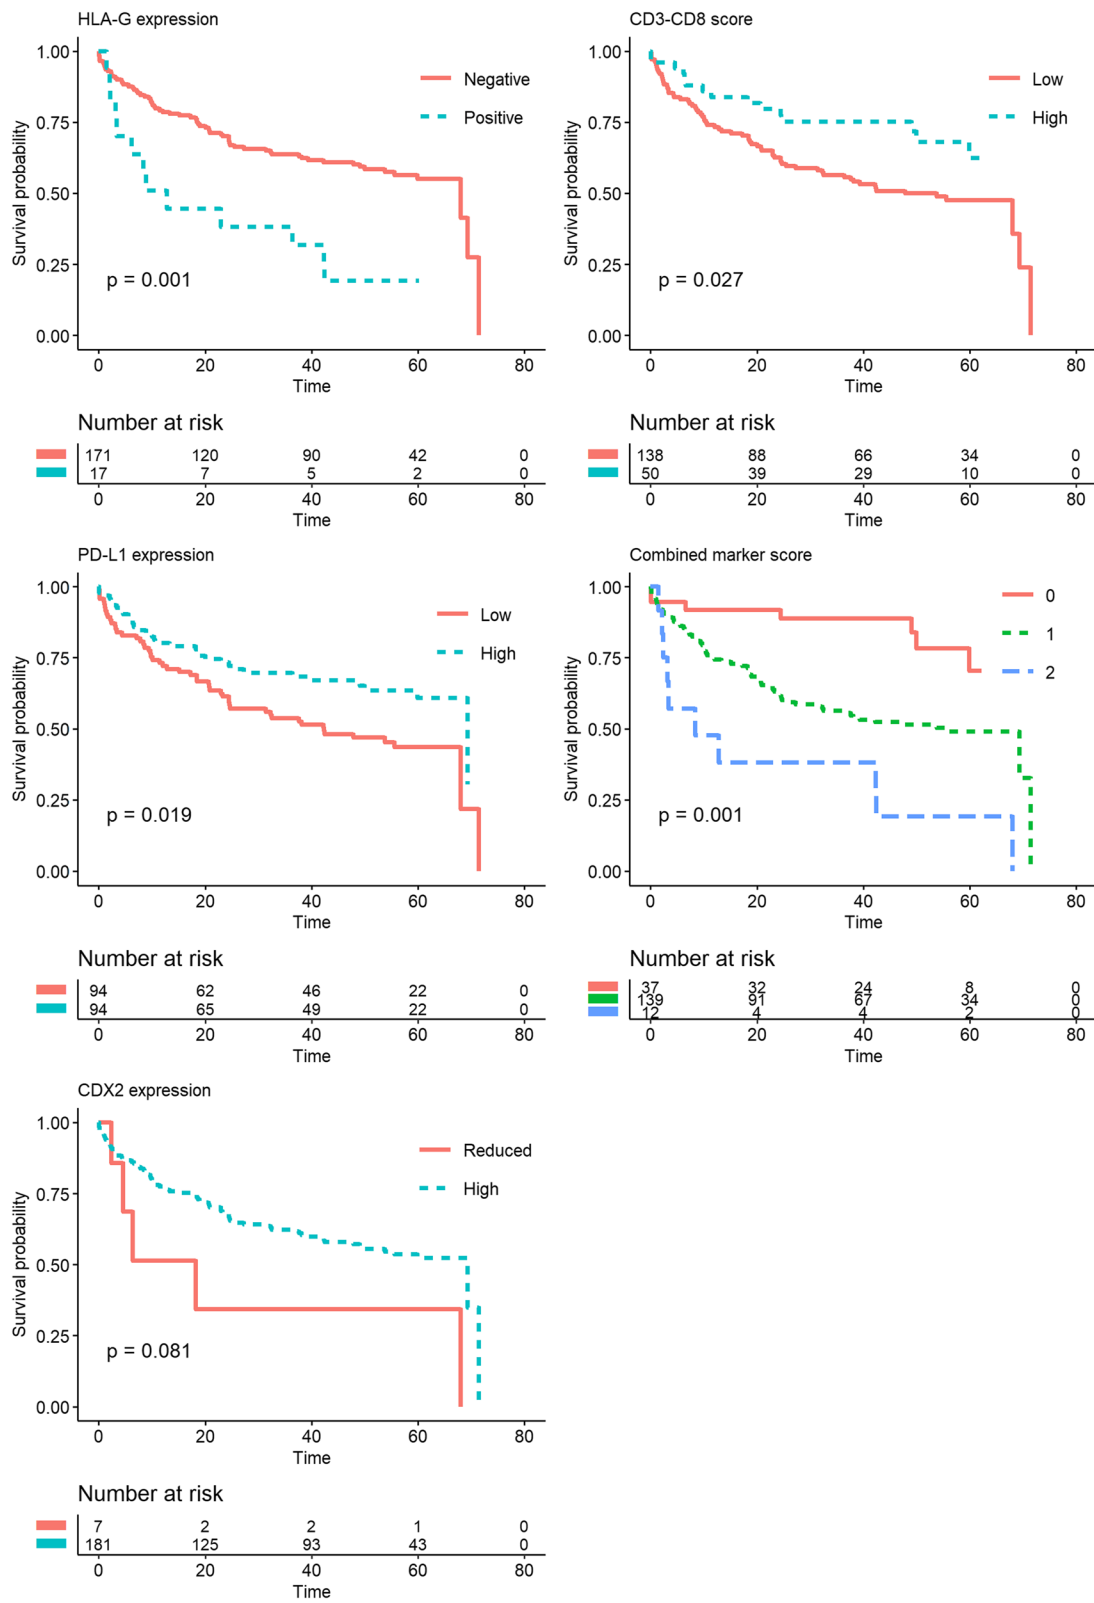 HLA-G expression
1.00
0.75
0.50
0.25
0.00
Survival probability
Negative
Positive
p = 0.001
0 20 40 60 80
Time
Number at risk
171 120 90 42 0
17 7 5 2 0
0 20 40 60 80
Time
CD3-CD8 score
1.00
0.75
0.50
0.25
0.00
Survival probability
Low
High
p = 0.027
0 20 40 60 80
Time
Number at risk
138 88 66 34 0
50 39 29 10 0
0 20 40 60 80
Time
PD-L1 expression
1.00
0.75
0.50
0.25
0.00
Survival probability
Low
High
p = 0.019
0 20 40 60 80
Time
Number at risk
94 62 46 22 0
94 65 49 22 0
0 20 40 60 80
Time
Combined marker score
1.00
0.75
0.50
0.25
0.00
Survival probability
0
1
2
p = 0.001
0 20 40 60 80
Time
Number at risk
37 32 24 8 0
139 91 67 34 0
12 4 4 2 0
0 20 40 60 80
Time
CDX2 expression
1.00
0.75
0.50
0.25
0.00
Survival probability
Reduced
High
p = 0.081
0 20 40 60 80
Time
Number at risk
7 2 2 1 0
181 125 93 43 0
0 20 40 60 80
Time